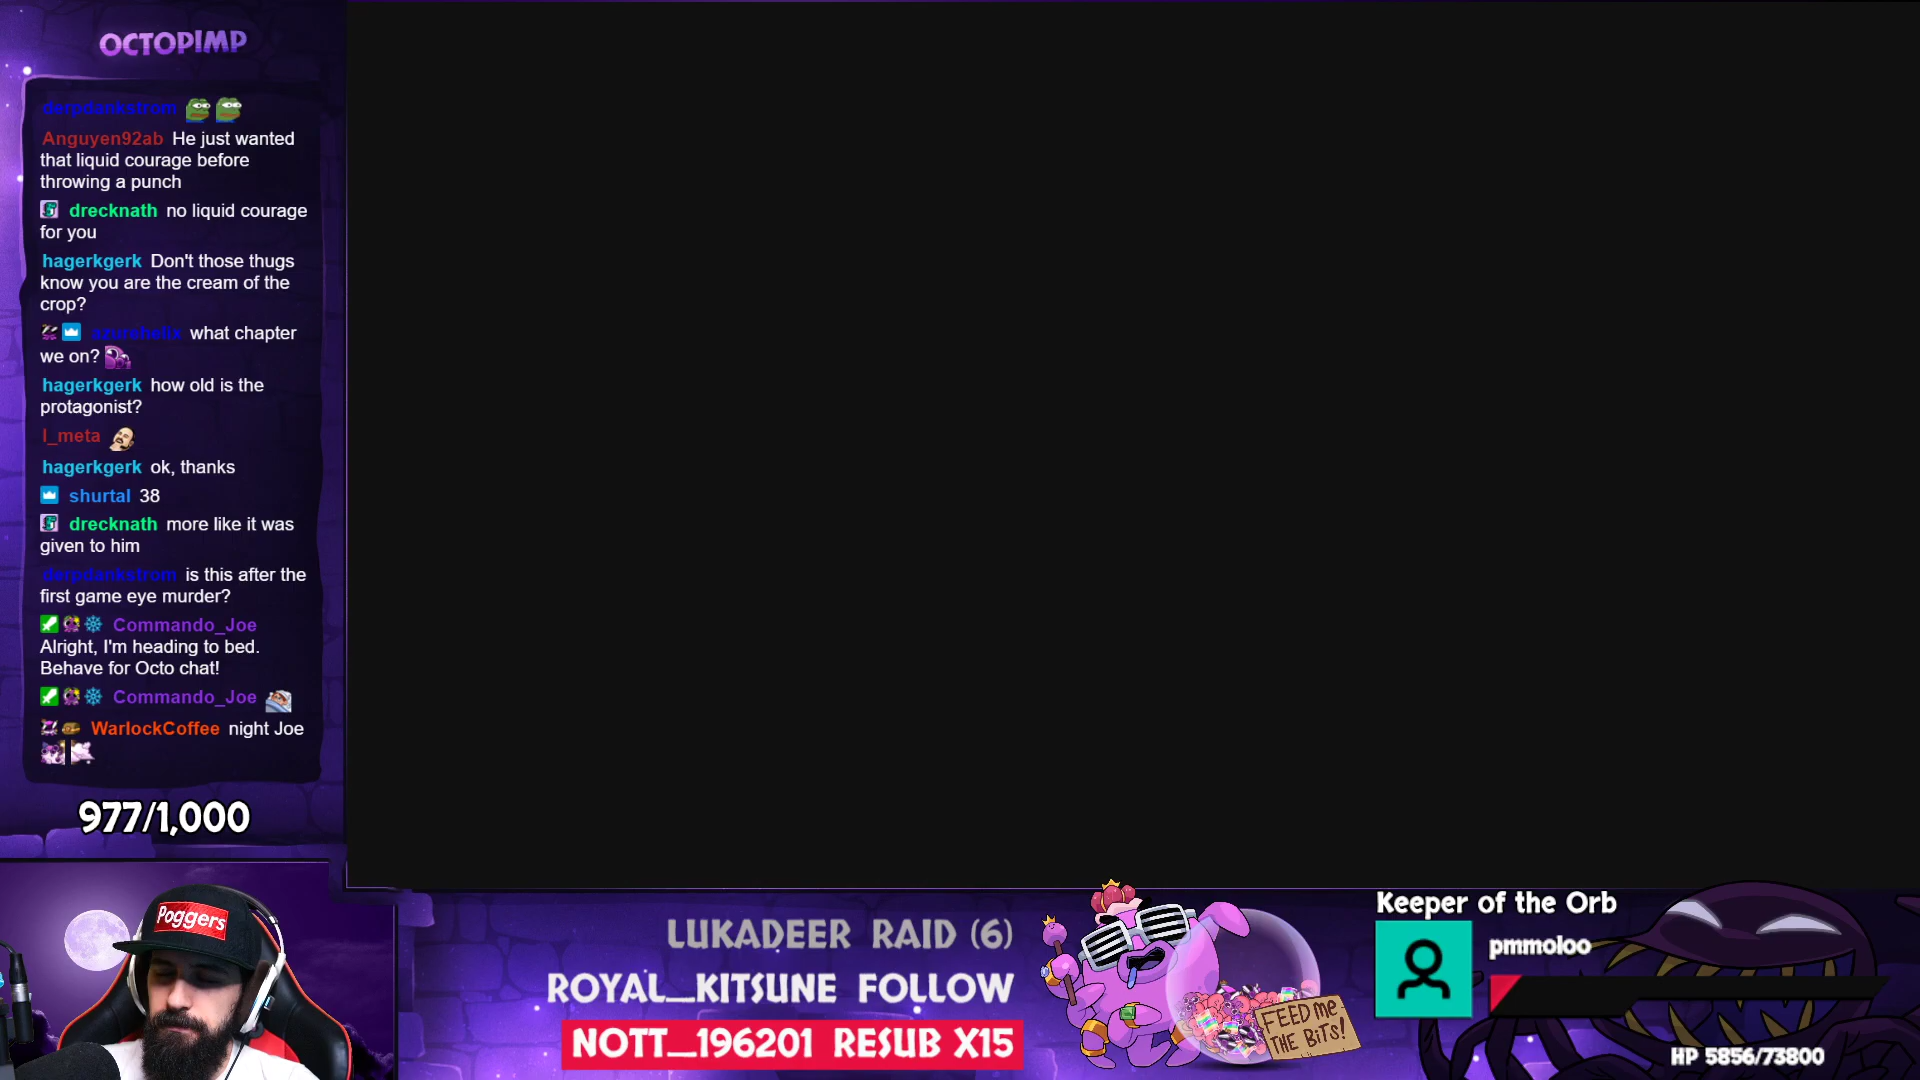 OCTOPIMP
derpdankstrom
Anguyen92ab He just wanted
that liquid courage before
throwing a punch
drecknath no liquid courage
for you
hagerkgerk Don't those thugs
know you are the cream of the
crop?
azurehelix what chapter
we on?
hagerkgerk how old is the
protagonist?
I_meta
hagerkgerk ok, thanks
shurtal 38
drecknath more like it was
given to him
derpdankstrom is this after the
first game eye murder?
Commando_Joe
Alright, I'm heading to bed.
Behave for Octo chat!
Commando_Joe
WarlockCoffee night Joe
977/1,000
Poggers
LUKADEER RAID (6)
ROYAL_KITSUNE FOLLOW
NOTT_196201 RESUB X15
FEED ME
THE BITS!
Keeper of the Orb
pmmoloo
HP 5856/73800